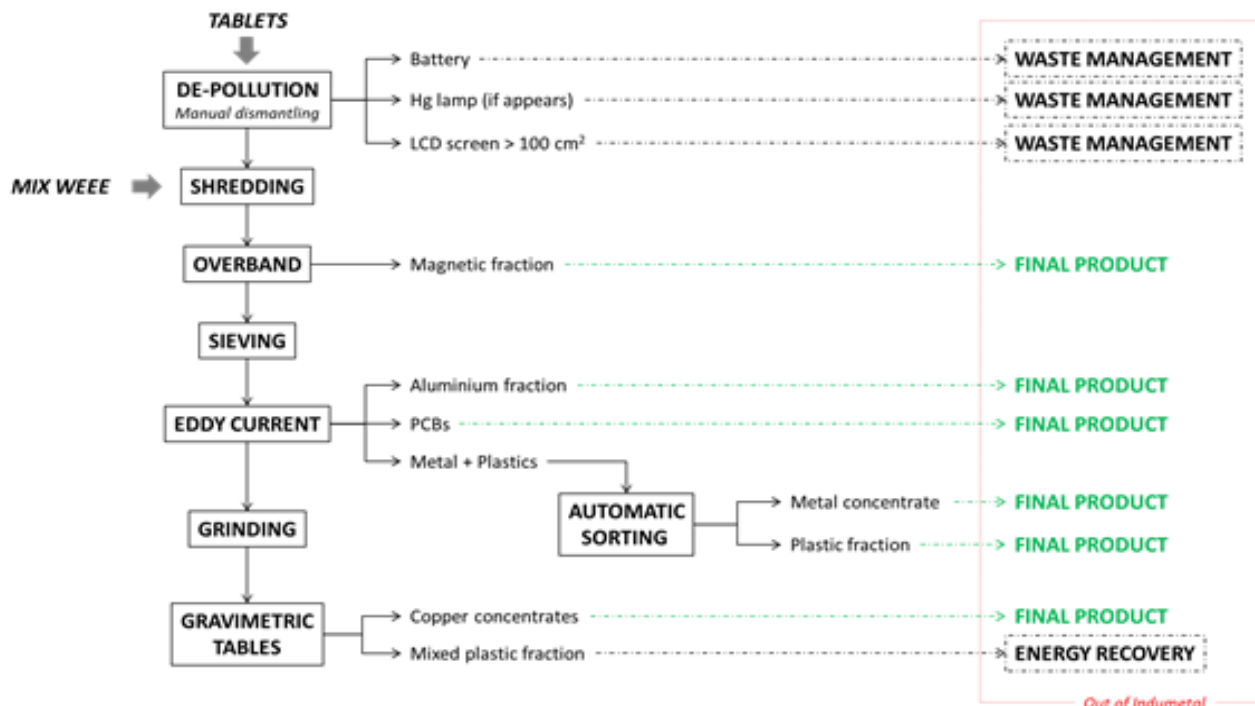 TABLETS
DE-POLLUTION
Manual dismantling
Battery
WASTE MANAGEMENT
Hg lamp (if appears)
WASTE MANAGEMENT
LCD screen > 100 cm²
WASTE MANAGEMENT
MIX WEEE
SHREDDING
OVERBAND
Magnetic fraction
FINAL PRODUCT
SIEVING
EDDY CURRENT
Aluminium fraction
FINAL PRODUCT
PCBs
FINAL PRODUCT
Metal + Plastics
AUTOMATIC
SORTING
Metal concentrate
FINAL PRODUCT
Plastic fraction
FINAL PRODUCT
GRINDING
GRAVIMETRIC
TABLES
Copper concentrates
FINAL PRODUCT
Mixed plastic fraction
ENERGY RECOVERY
Out of Indumetal